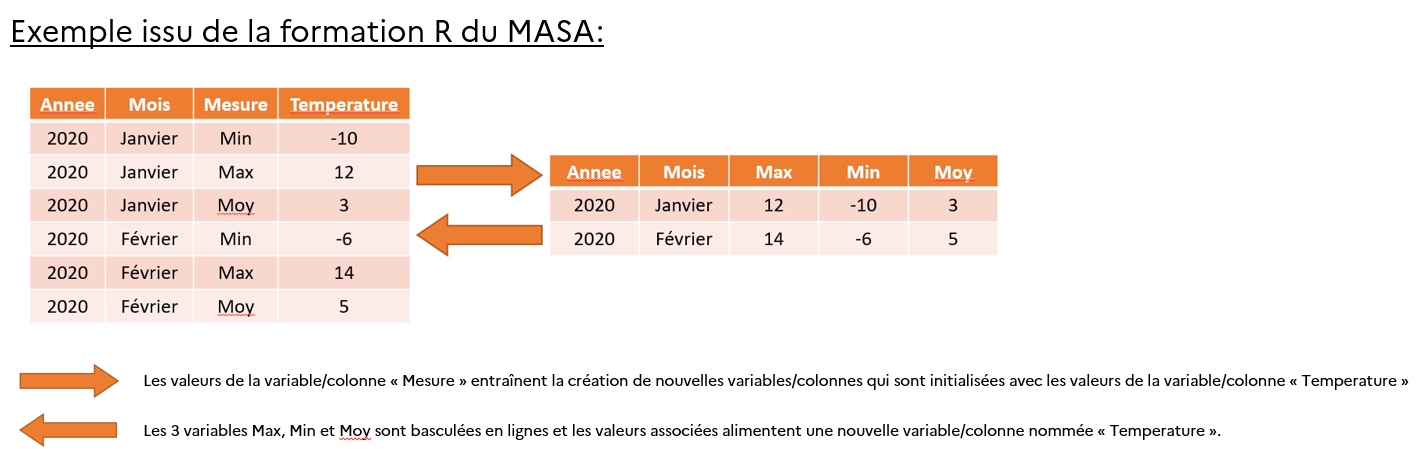 Exemple issu de la formation R du MASA:
Annee Mois Mesure Temperature
2020 Janvier Min -10
2020 Janvier Max 12
2020 Janvier Moy 3
2020 Février Min -6
2020 Février Max 14
2020 Février Moy 5
Annee Mois Max Min Moy
2020 Janvier 12 -10 3
2020 Février 14 -6 5
Les valeurs de la variable/colonne « Mesure » entraînent la création de nouvelles variables/colonnes qui sont initialisées avec les valeurs de la variable/colonne « Temperature »
Les 3 variables Max, Min et Moy sont basculées en lignes et les valeurs associées alimentent une nouvelle variable/colonne nommée « Temperature ».